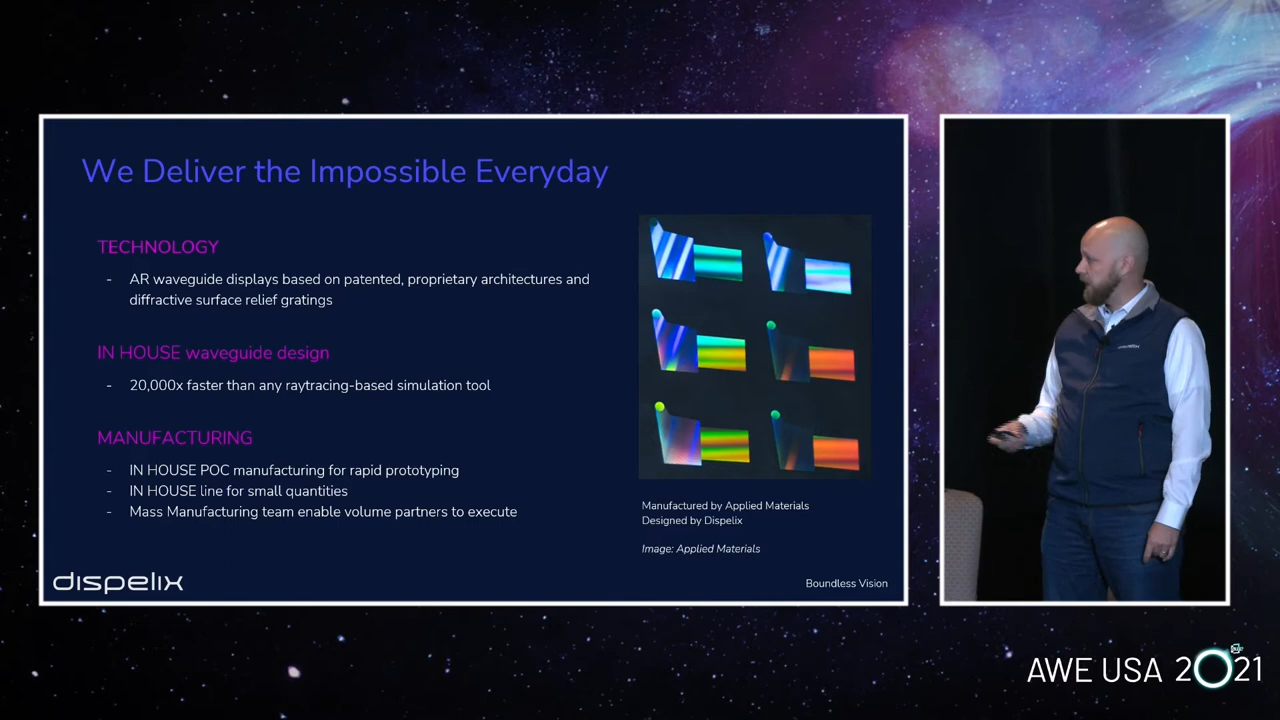 We Deliver the Impossible Everyday
TECHNOLOGY
- AR waveguide displays based on patented, proprietary architectures and
diffractive surface relief gratings
IN HOUSE waveguide design
- 20,000x faster than any raytracing-based simulation tool
MANUFACTURING
- IN HOUSE POC manufacturing for rapid prototyping
- IN HOUSE line for small quantities
- Mass Manufacturing team enable volume partners to execute
Manufactured by Applied Materials
Designed by Dispelix
Image: Applied Materials
dispelix
Boundless Vision
AWE USA 2021